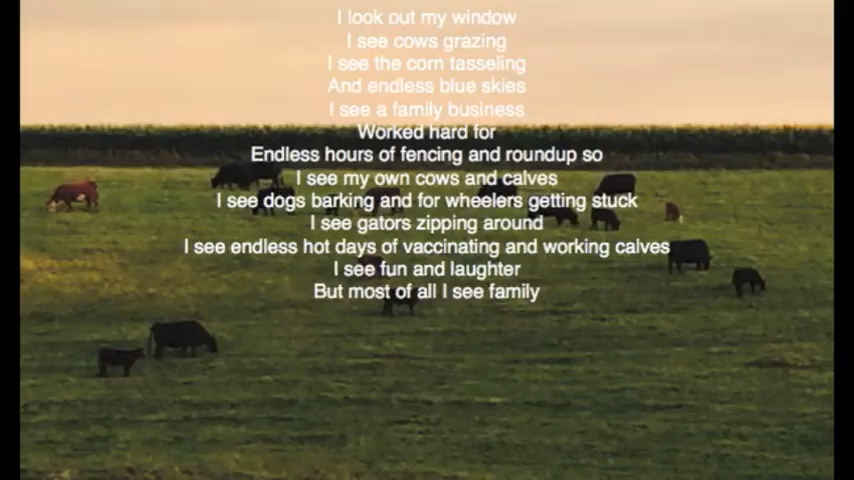 I look out my window
I see cows grazing
I see the corn tasseling
And endless blue skies
I see a family business
Worked hard for
Endless hours of fencing and roundup so
I see my own cows and calves
I see dogs barking and for wheelers getting stuck
I see gators zipping around
I see endless hot days of vaccinating and working calves
I see fun and laughter
But most of all I see family